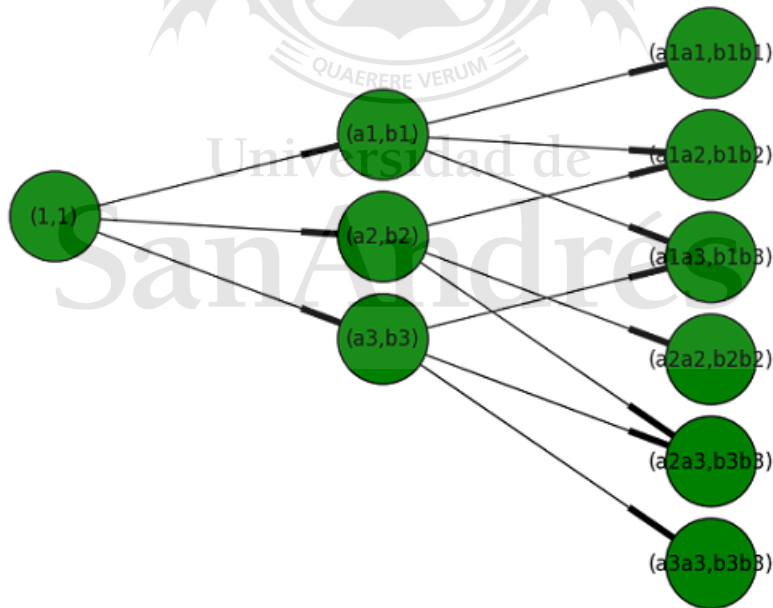 QUAERERE VERUM
Universidad de
SanAndrés
(1,1)
(a1,b1)
(a2,b2)
(a3,b3)
(a1a1,b1b1)
(a1a2,b1b2)
(a1a3,b1b3)
(a2a2,b2b2)
(a2a3,b3b3)
(a3a3,b3b3)